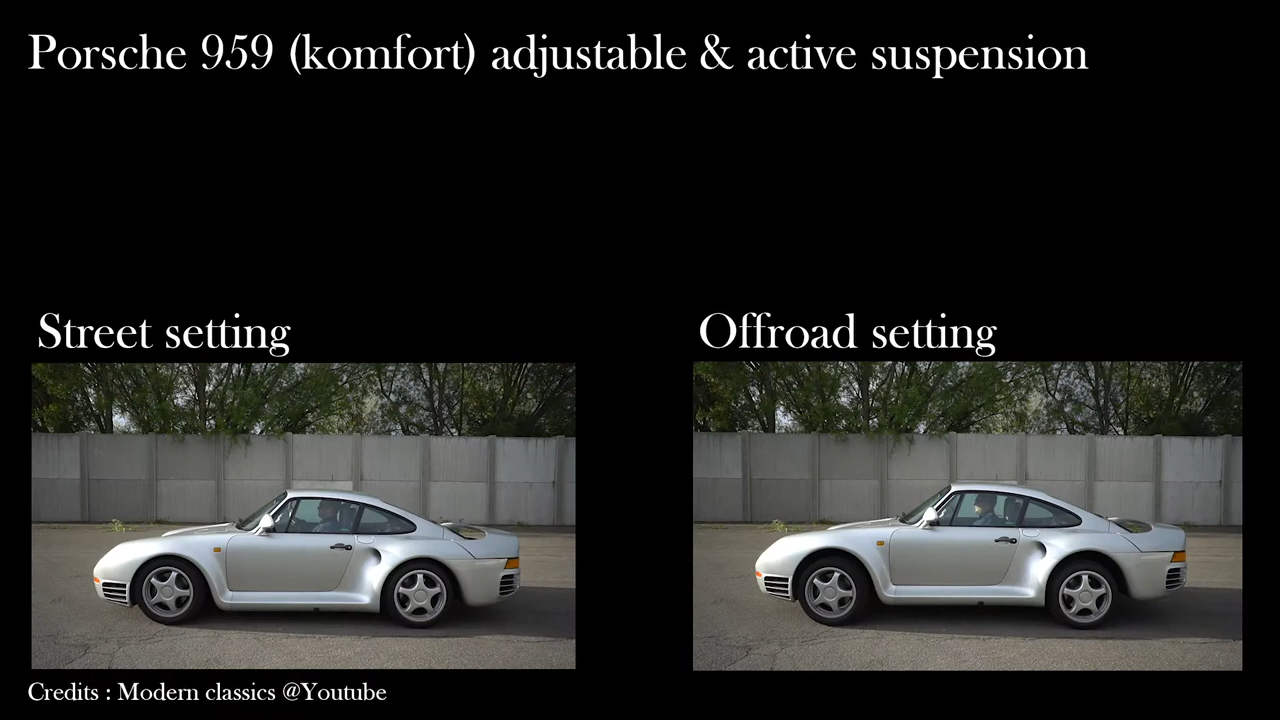 Porsche 959 (komfort) adjustable & active suspension
Street setting
Offroad setting
Credits : Modern classics @Youtube